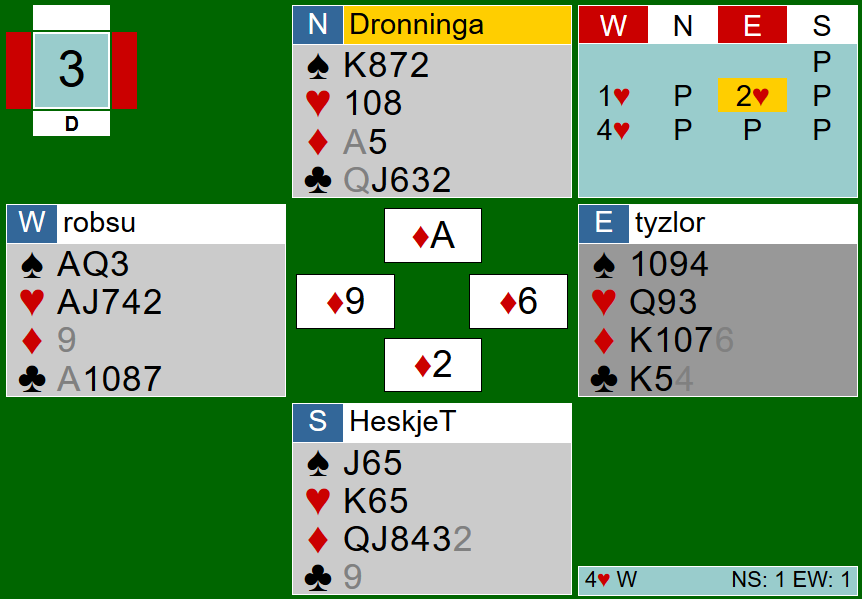 3
D
N Dronninga
♠ K872
♥ 108
♦ A5
♣ QJ632
W N E S
P
1♥ P 2♥ P
4♥ P P P
W robsu
♠ AQ3
♥ AJ742
♦ 9
♣ A1087
♦A
♦9
♦6
♦2
E tyzlor
♠ 1094
♥ Q93
♦ K1076
♣ K54
S HeskjeT
♠ J65
♥ K65
♦ QJ8432
♣ 9
4♥ W NS: 1 EW: 1